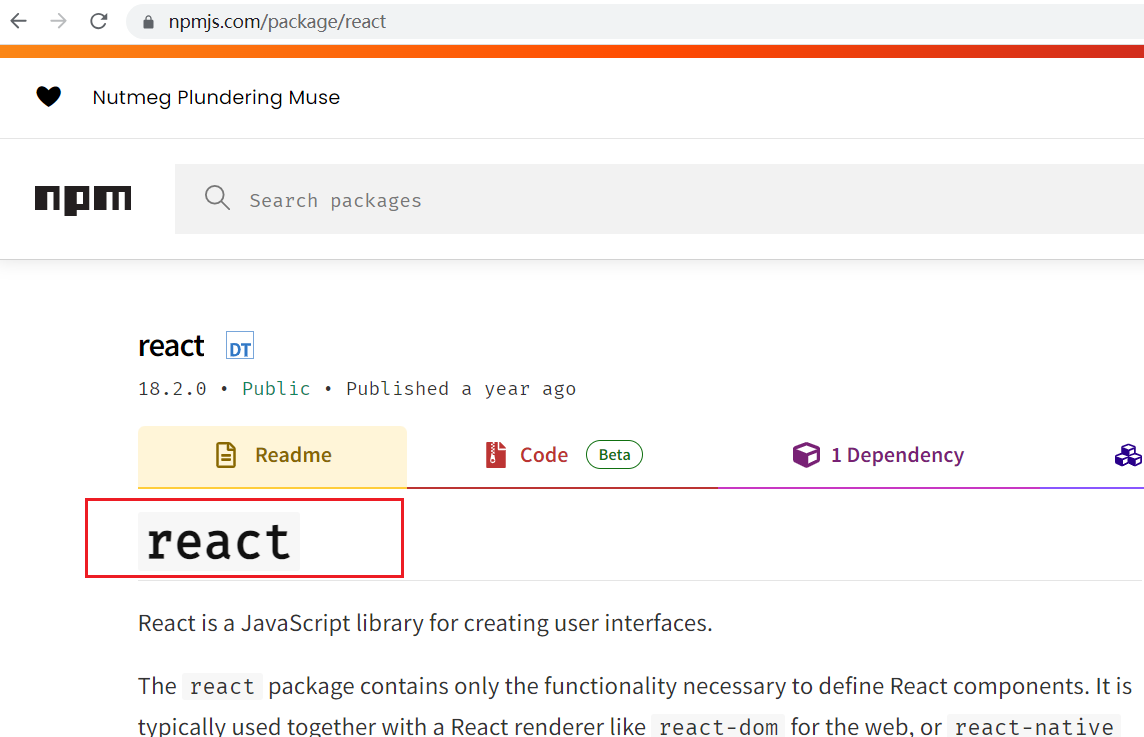 npmjs.com/package/react
Nutmeg Plundering Muse
npm
Search packages
react DT
18.2.0 • Public • Published a year ago
Readme
Code Beta
1 Dependency
react
React is a JavaScript library for creating user interfaces.
The react package contains only the functionality necessary to define React components. It is
typically used together with a React renderer like react-dom for the web, or react-native